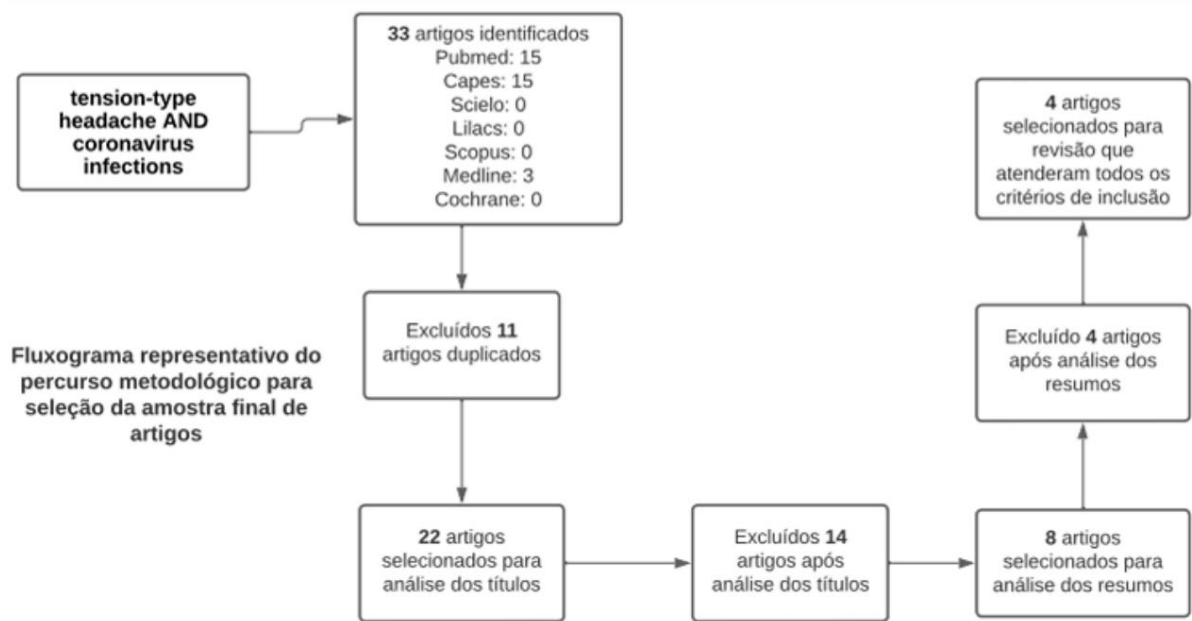 tension-type
headache AND
coronavirus
infections
33 artigos identificados
Pubmed: 15
Capes: 15
Scielo: 0
Lilacs: 0
Scopus: 0
Medline: 3
Cochrane: 0
Excluídos 11
artigos duplicados
Fluxograma representativo do
percurso metodológico para
seleção da amostra final de
artigos
22 artigos
selecionados para
análise dos títulos
Excluídos 14
artigos após
análise dos títulos
8 artigos
selecionados para
análise dos resumos
Excluído 4 artigos
após análise dos
resumos
4 artigos
selecionados para
revisão que
atenderam todos os
critérios de inclusão